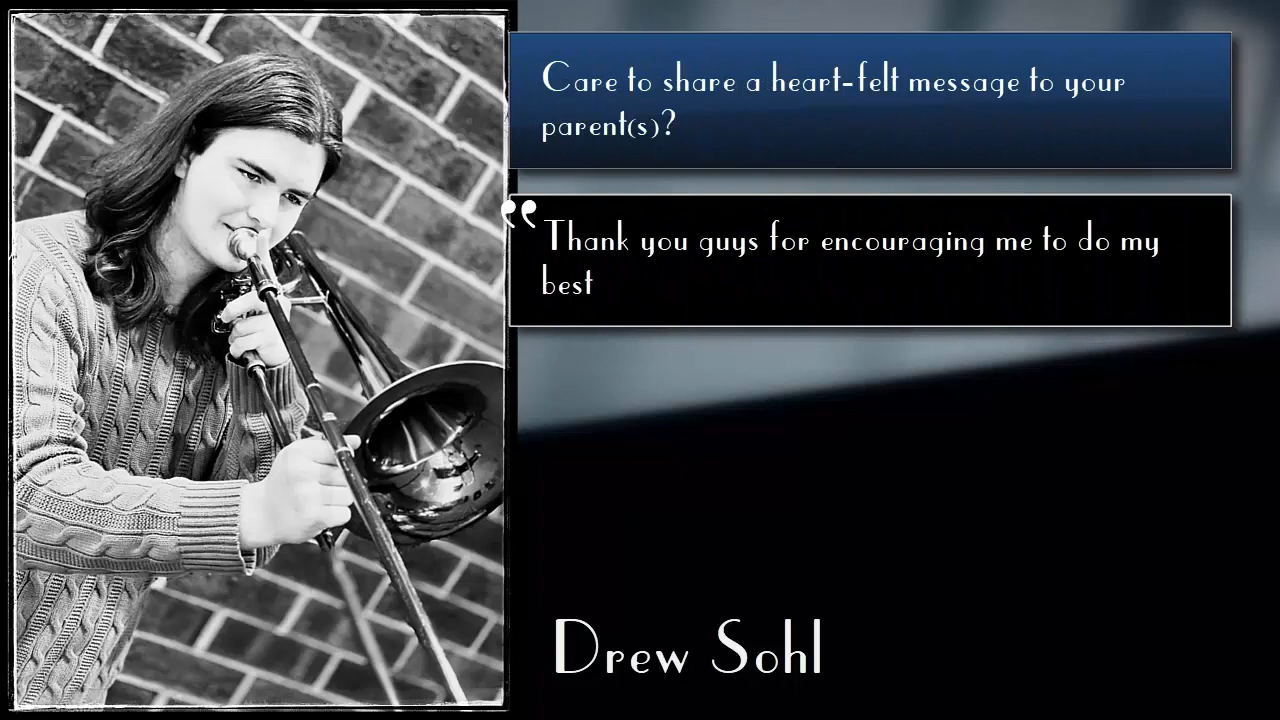 Care to share a heart-felt message to your
parent(s)?
“Thank you guys for encouraging me to do my
best
Drew Sohl